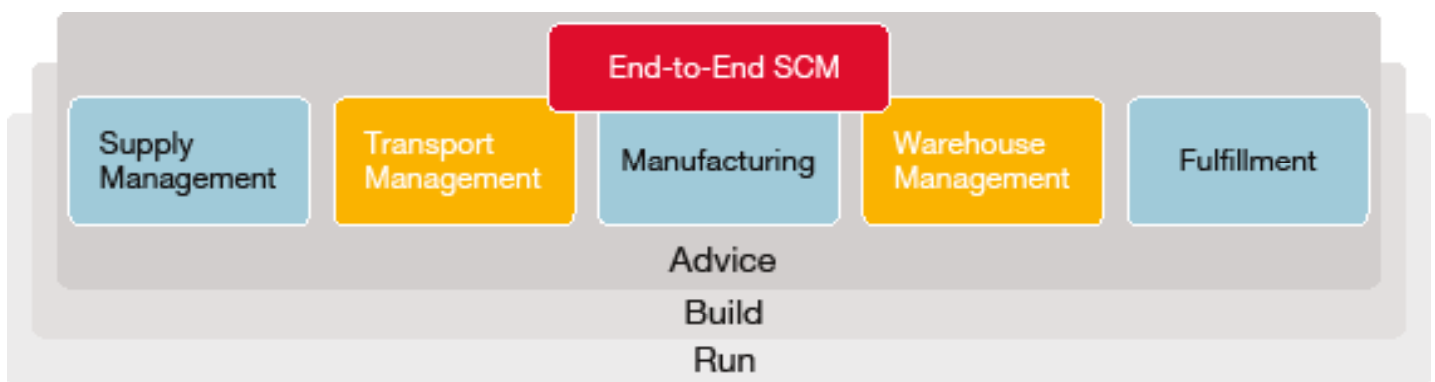 End-to-End SCM
Supply
Management
Transport
Management
Manufacturing
Warehouse
Management
Fulfillment
Advice
Build
Run